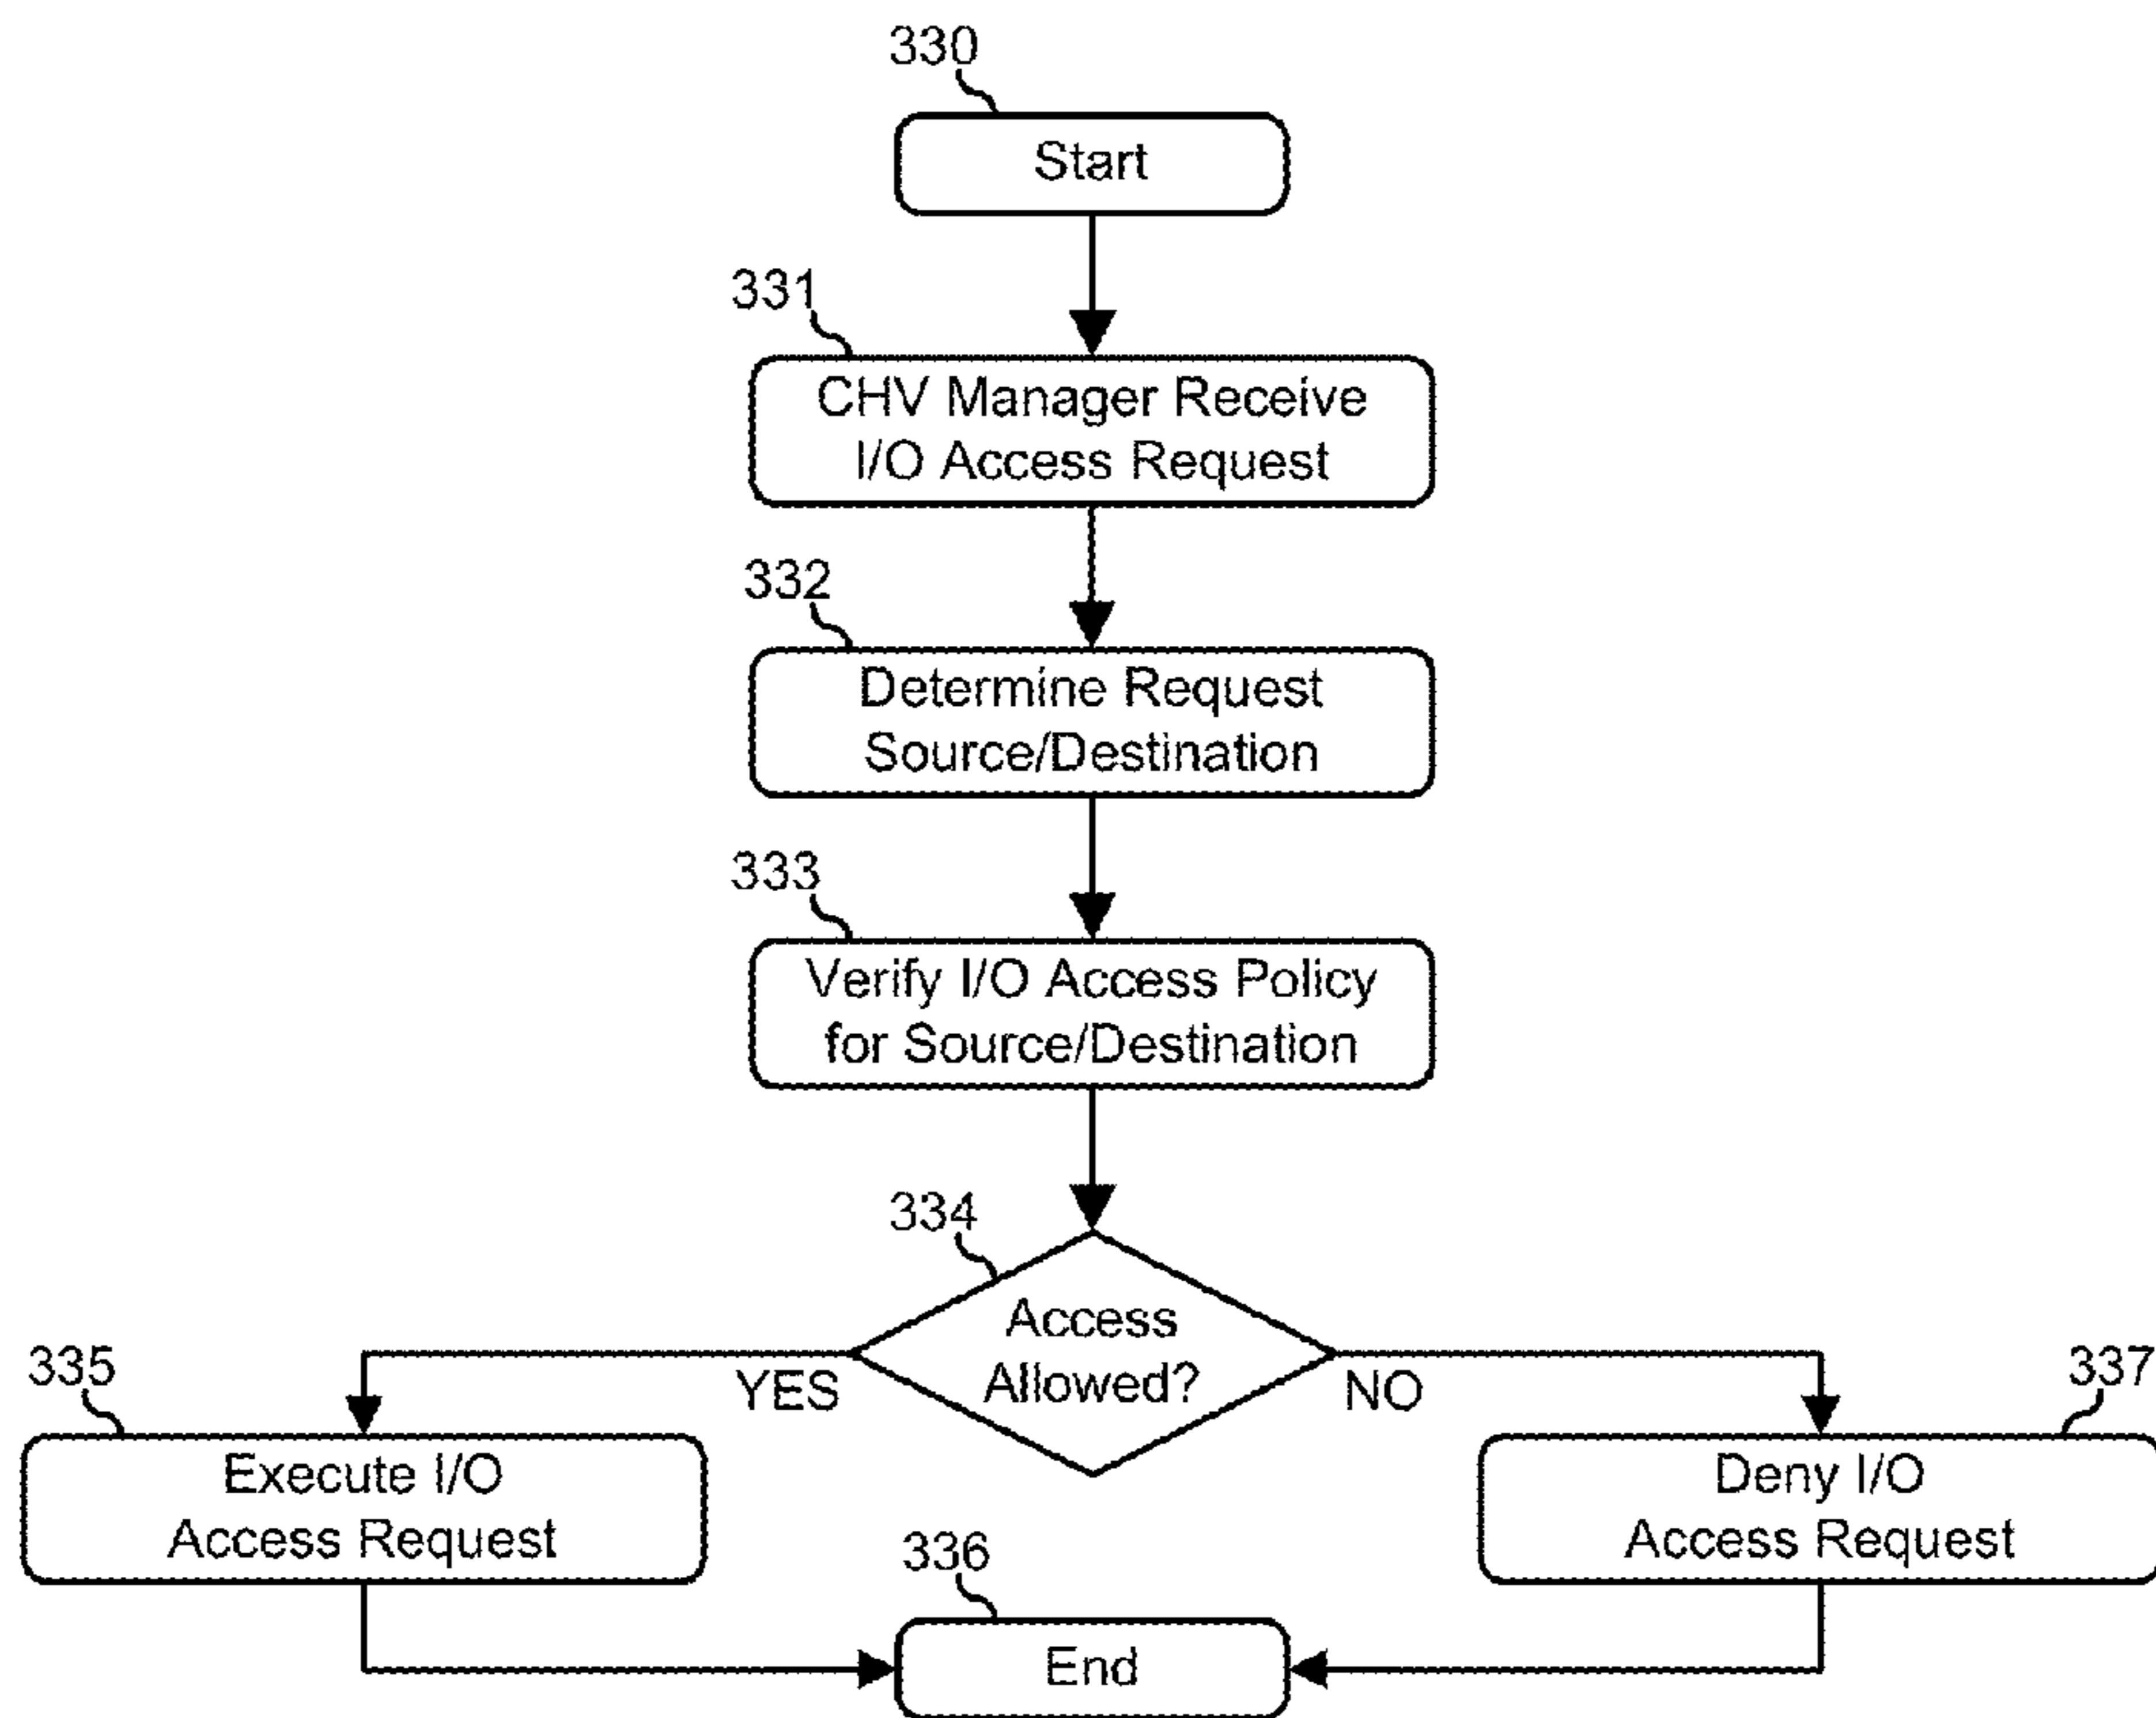 330
Start
331
CHV Manager Receive
I/O Access Request
332
Determine Request
Source/Destination
333
Verify I/O Access Policy
for Source/Destination
334
Access
Allowed?
YES
NO
335
Execute I/O
Access Request
337
Deny I/O
Access Request
336
End